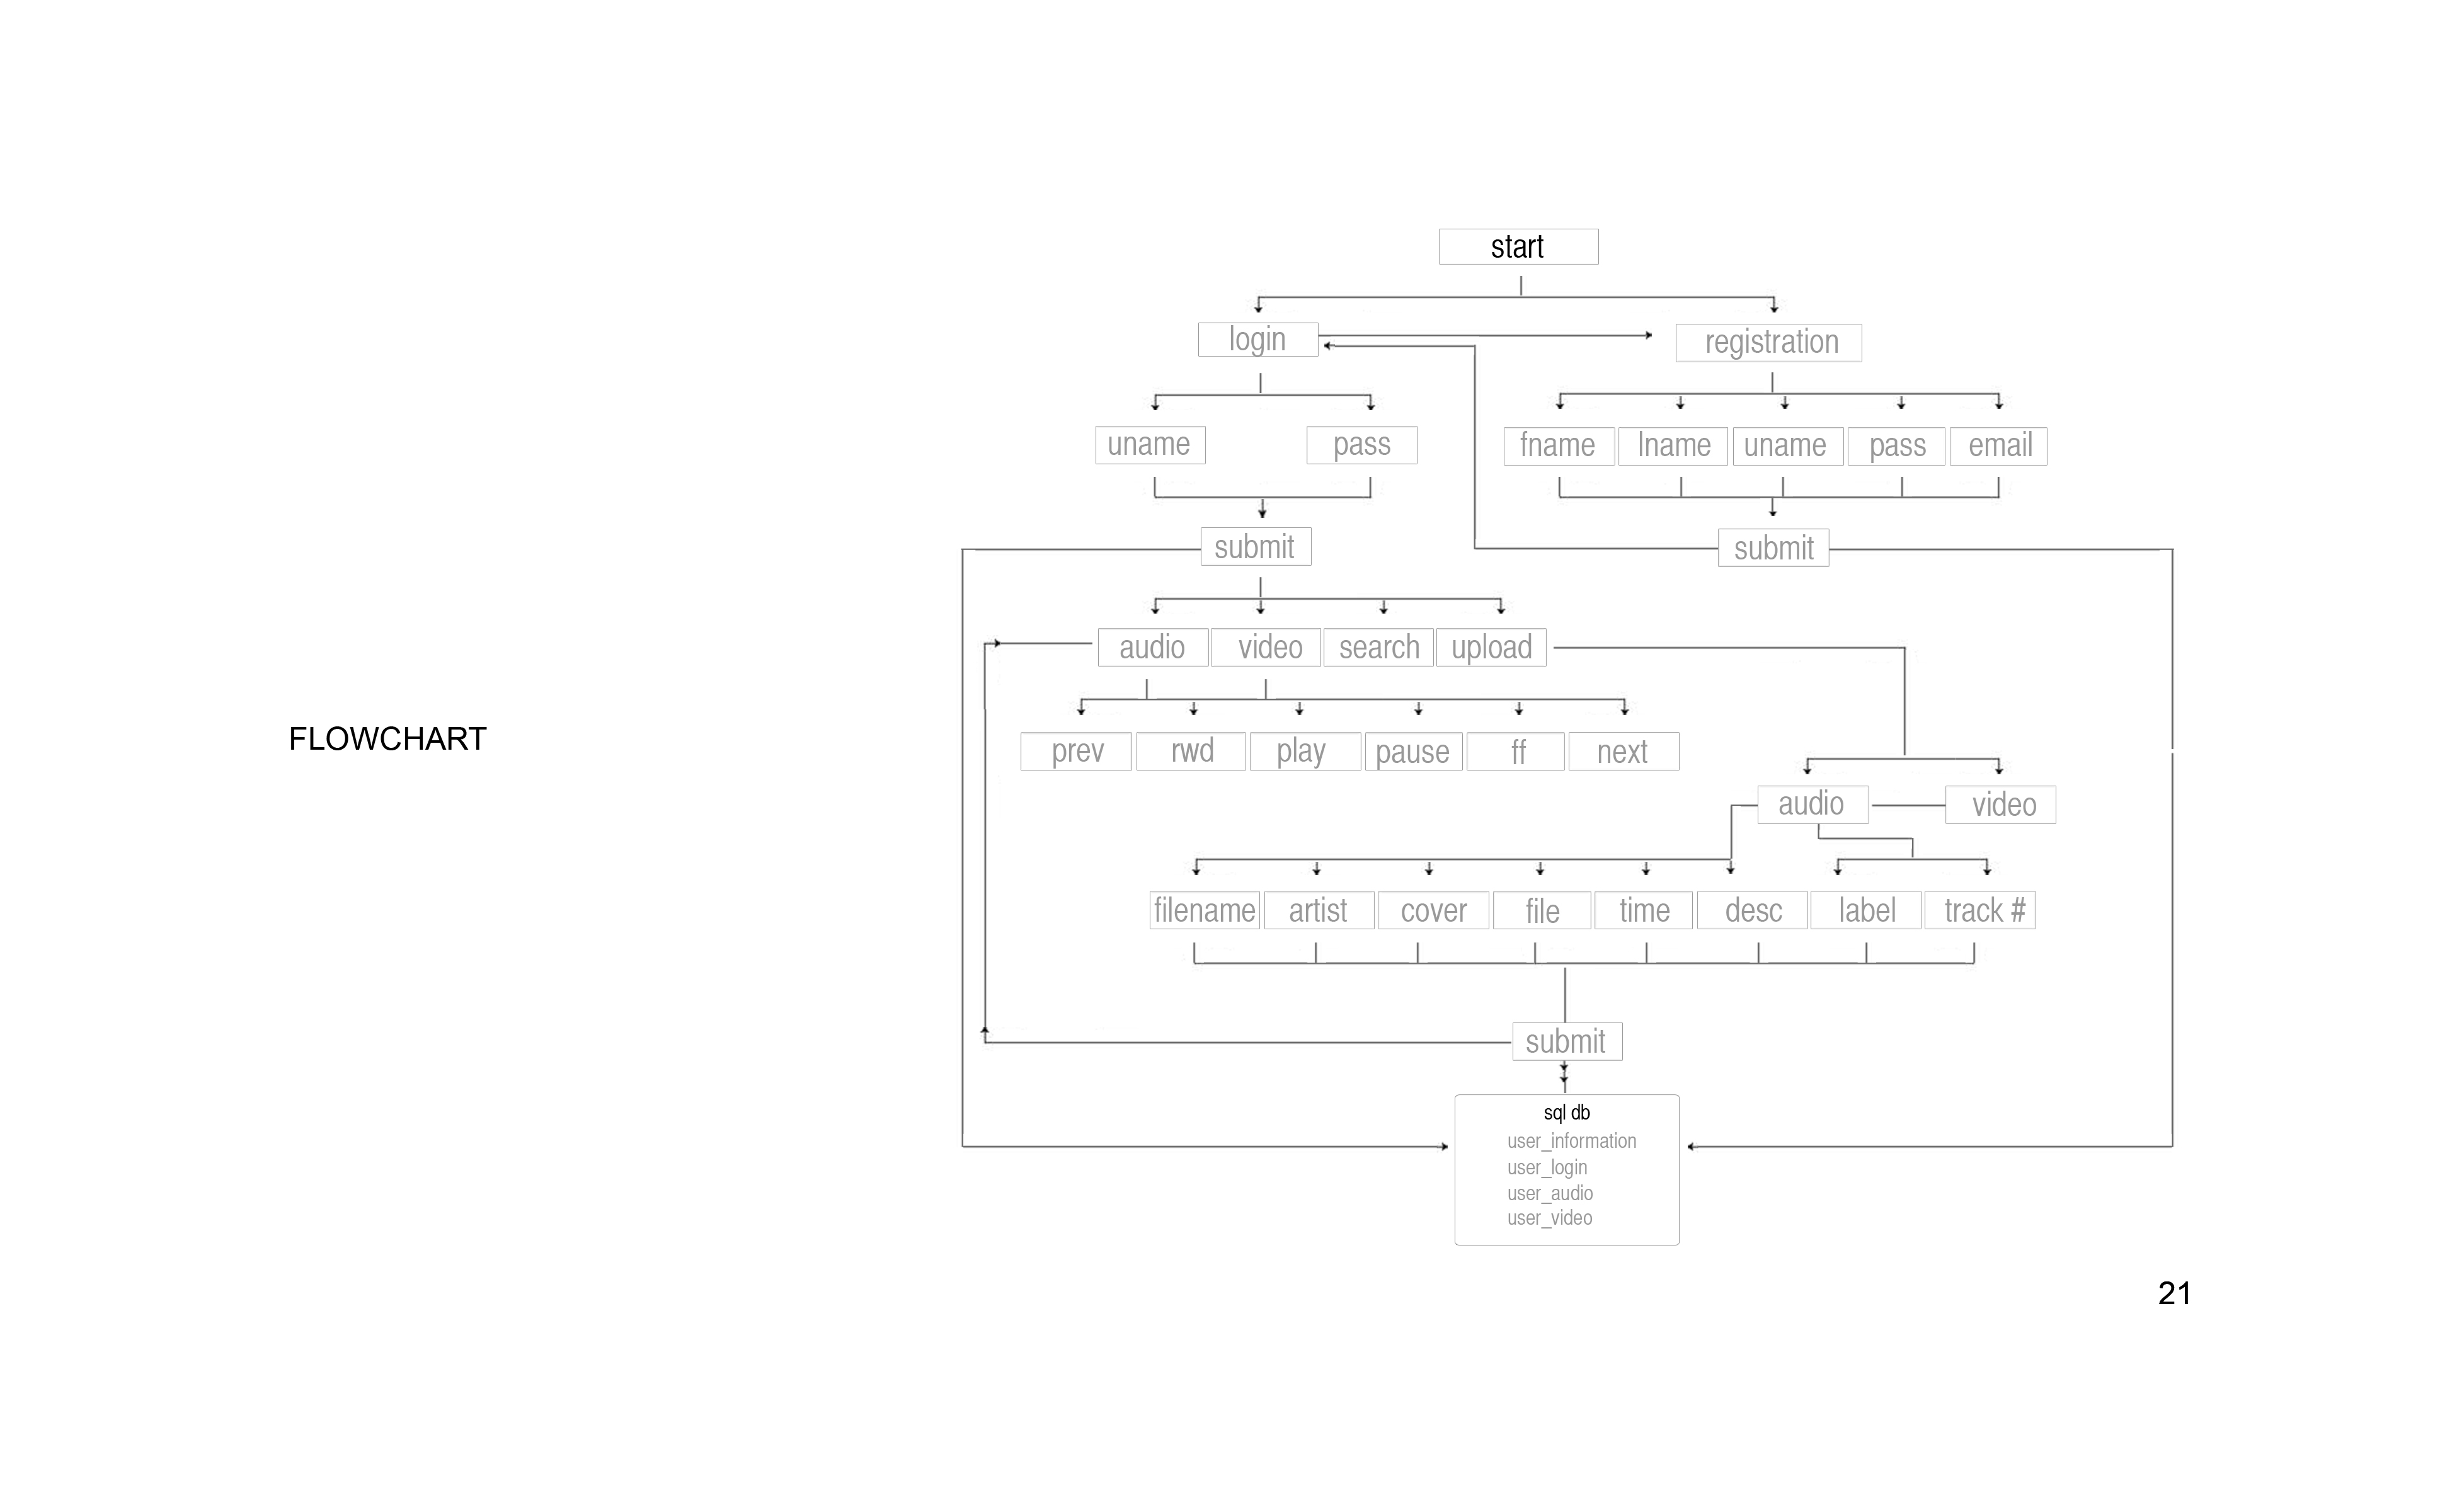 start
login
registration
uname
pass
fname
lname
uname
pass
email
submit
submit
audio
video
search
upload
FLOWCHART
prev
rwd
play
pause
ff
next
audio
video
filename
artist
cover
file
time
desc
label
track #
submit
sql db
user_information
user_login
user_audio
user_video
21